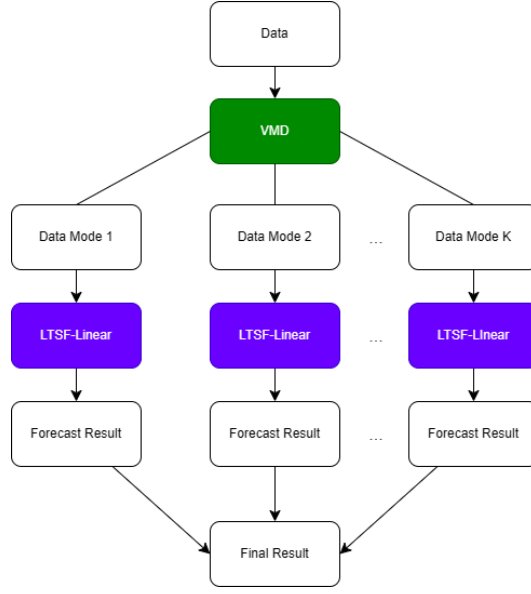 Data
VMD
Data Mode 1
Data Mode 2
...
Data Mode K
LTSF-Linear
LTSF-Linear
...
LTSF-LInear
Forecast Result
Forecast Result
...
Forecast Result
Final Result